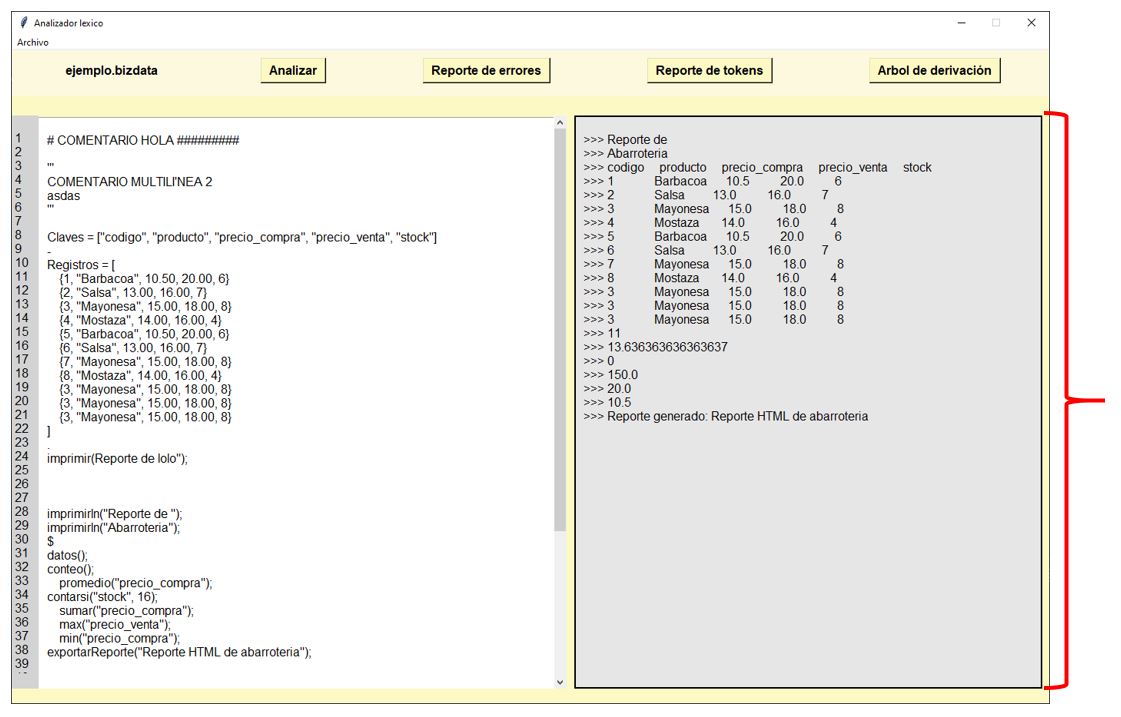 Analizador lexico
Archivo
ejemplo.bizdata
Analizar
Reporte de errores
Reporte de tokens
Arbol de derivación
1 # COMENTARIO HOLA #########
2
3 '''
4 COMENTARIO MULTILI'NEA 2
5 asdas
6 '''
7
8 Claves = ["codigo", "producto", "precio_compra", "precio_venta", "stock"]
9 -
10 Registros = [
11 {1, "Barbacoa", 10.50, 20.00, 6}
12 {2, "Salsa", 13.00, 16.00, 7}
13 {3, "Mayonesa", 15.00, 18.00, 8}
14 {4, "Mostaza", 14.00, 16.00, 4}
15 {5, "Barbacoa", 10.50, 20.00, 6}
16 {6, "Salsa", 13.00, 16.00, 7}
17 {7, "Mayonesa", 15.00, 18.00, 8}
18 {8, "Mostaza", 14.00, 16.00, 4}
19 {3, "Mayonesa", 15.00, 18.00, 8}
20 {3, "Mayonesa", 15.00, 18.00, 8}
21 {3, "Mayonesa", 15.00, 18.00, 8}
22 ]
23 .
24 imprimir(Reporte de lolo");
25
26
27
28 imprimirln("Reporte de ");
29 imprimirln("Abarroteria");
30 $
31 datos();
32 conteo();
33 promedio("precio_compra");
34 contarsi("stock", 16);
35 sumar("precio_compra");
36 max("precio_venta");
37 min("precio_compra");
38 exportarReporte("Reporte HTML de abarroteria");
39
>>> Reporte de
>>> Abarroteria
>>> codigo producto precio_compra precio_venta stock
>>> 1 Barbacoa 10.5 20.0 6
>>> 2 Salsa 13.0 16.0 7
>>> 3 Mayonesa 15.0 18.0 8
>>> 4 Mostaza 14.0 16.0 4
>>> 5 Barbacoa 10.5 20.0 6
>>> 6 Salsa 13.0 16.0 7
>>> 7 Mayonesa 15.0 18.0 8
>>> 8 Mostaza 14.0 16.0 4
>>> 3 Mayonesa 15.0 18.0 8
>>> 3 Mayonesa 15.0 18.0 8
>>> 3 Mayonesa 15.0 18.0 8
>>> 11
>>> 13.636363636363637
>>> 0
>>> 150.0
>>> 20.0
>>> 10.5
>>> Reporte generado: Reporte HTML de abarroteria